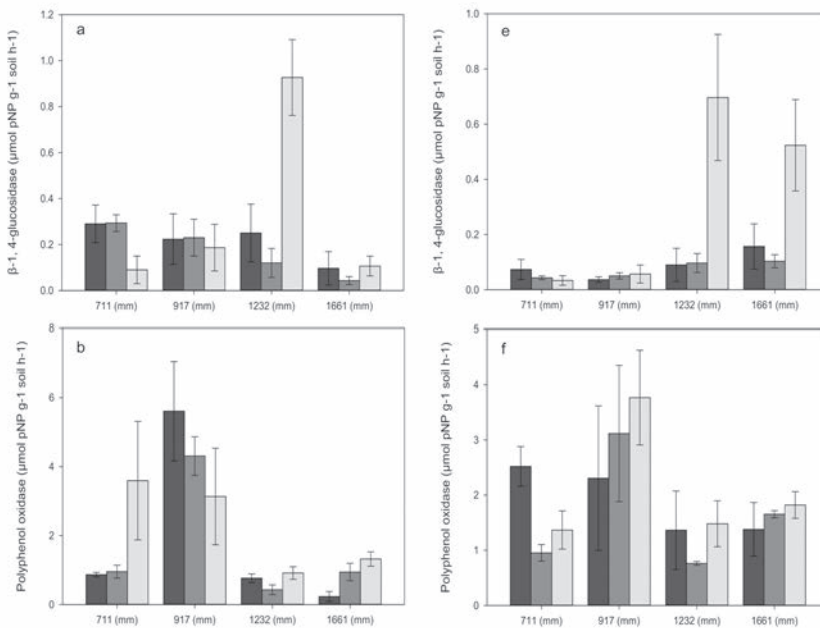 a
β-1, 4-glucosidase (μmol pNP g-1 soil h-1)
1.2
1.0
0.8
0.6
0.4
0.2
0.0
711 (mm) 917 (mm) 1232 (mm) 1661 (mm)
e
β-1, 4-glucosidase (μmol pNP g-1 soil h-1)
1.0
0.8
0.6
0.4
0.2
0.0
711 (mm) 917 (mm) 1232 (mm) 1661 (mm)
b
Polyphenol oxidase (μmol pNP g-1 soil h-1)
8
6
4
2
0
711 (mm) 917 (mm) 1232 (mm) 1661 (mm)
f
Polyphenol oxidase (μmol pNP g-1 soil h-1)
5
4
3
2
1
0
711 (mm) 917 (mm) 1232 (mm) 1661 (mm)